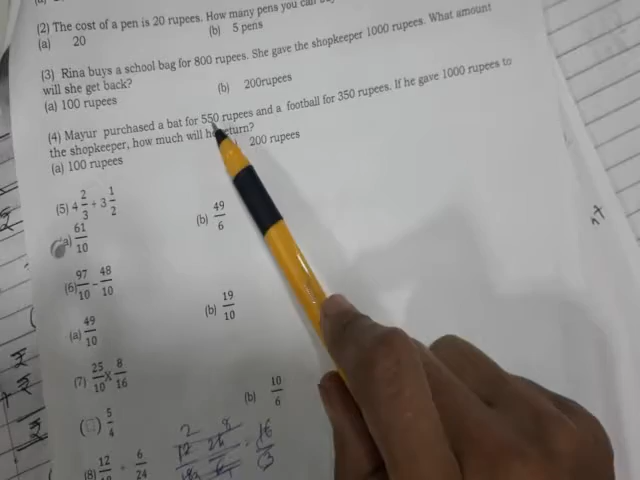 (2) The cost of a pen is 20 rupees. How many pens you can
(a) 20 (b) 5 pens
(3) Rina buys a school bag for 800 rupees. She gave the shopkeeper 1000 rupees. What amount
will she get back?
(a) 100 rupees (b) 200rupees
(4) Mayur purchased a bat for 550 rupees and a football for 350 rupees. If he gave 1000 rupees to
the shopkeeper, how much will he return?
(a) 100 rupees 200 rupees
(5) 4 2/3 ÷ 3 1/2
(a) 61/10 (b) 49/6
(6) 97/10 - 48/10
(a) 49/10 (b) 19/10
(7) 25/10 X 8/16
( ) 5/4 (b) 10/6
(8) 12 ÷ 6/24